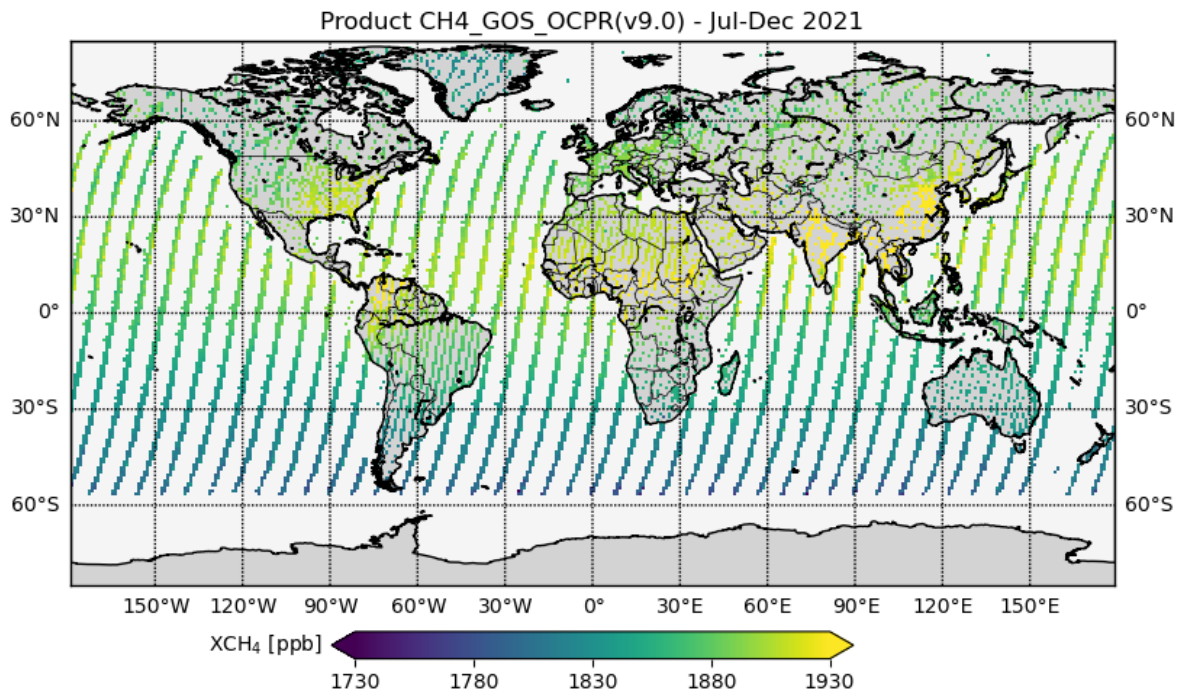 Product CH4_GOS_OCPR(v9.0) - Jul-Dec 2021
60°N 60°N
30°N 30°N
0° 0°
30°S 30°S
60°S 60°S
150°W 120°W 90°W 60°W 30°W 0° 30°E 60°E 90°E 120°E 150°E
XCH₄ [ppb]
1730 1780 1830 1880 1930